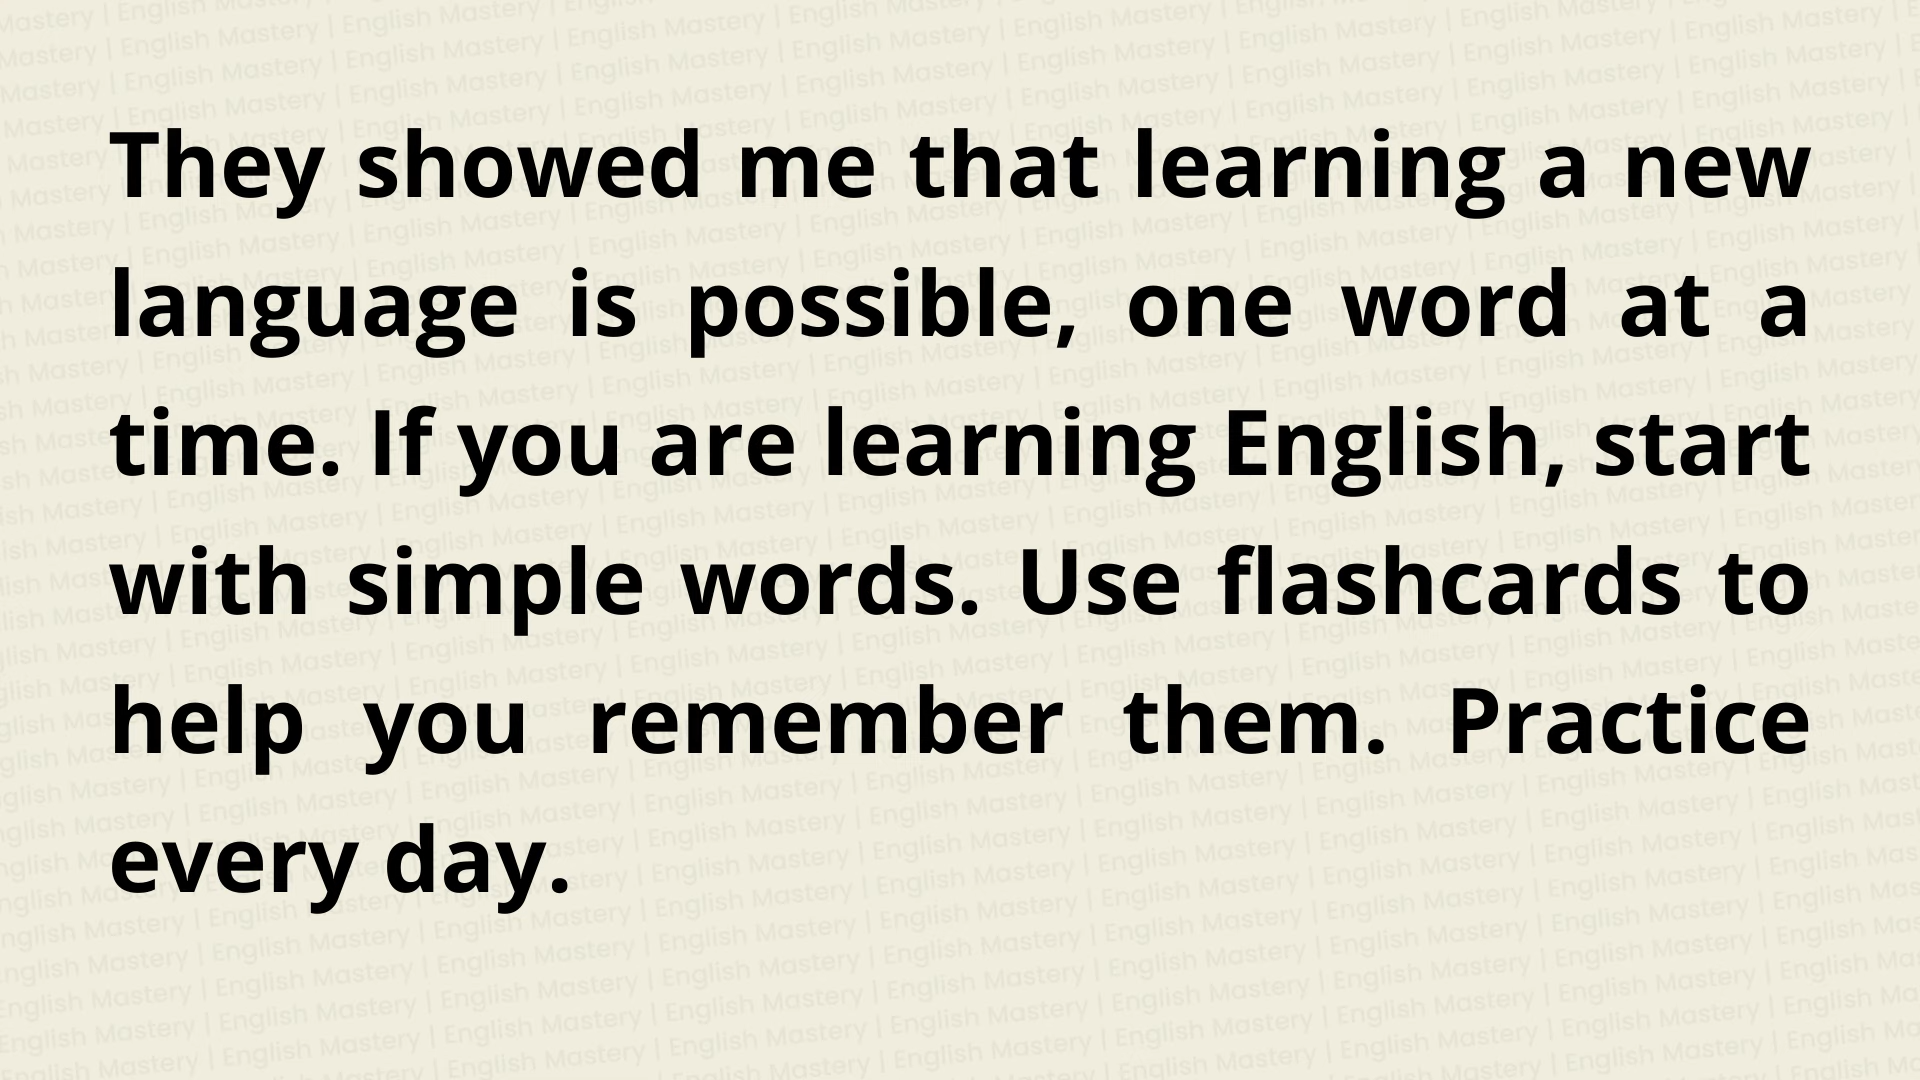 They showed me that learning a new
language is possible, one word at a
time. If you are learning English, start
with simple words. Use flashcards to
help you remember them. Practice
every day.